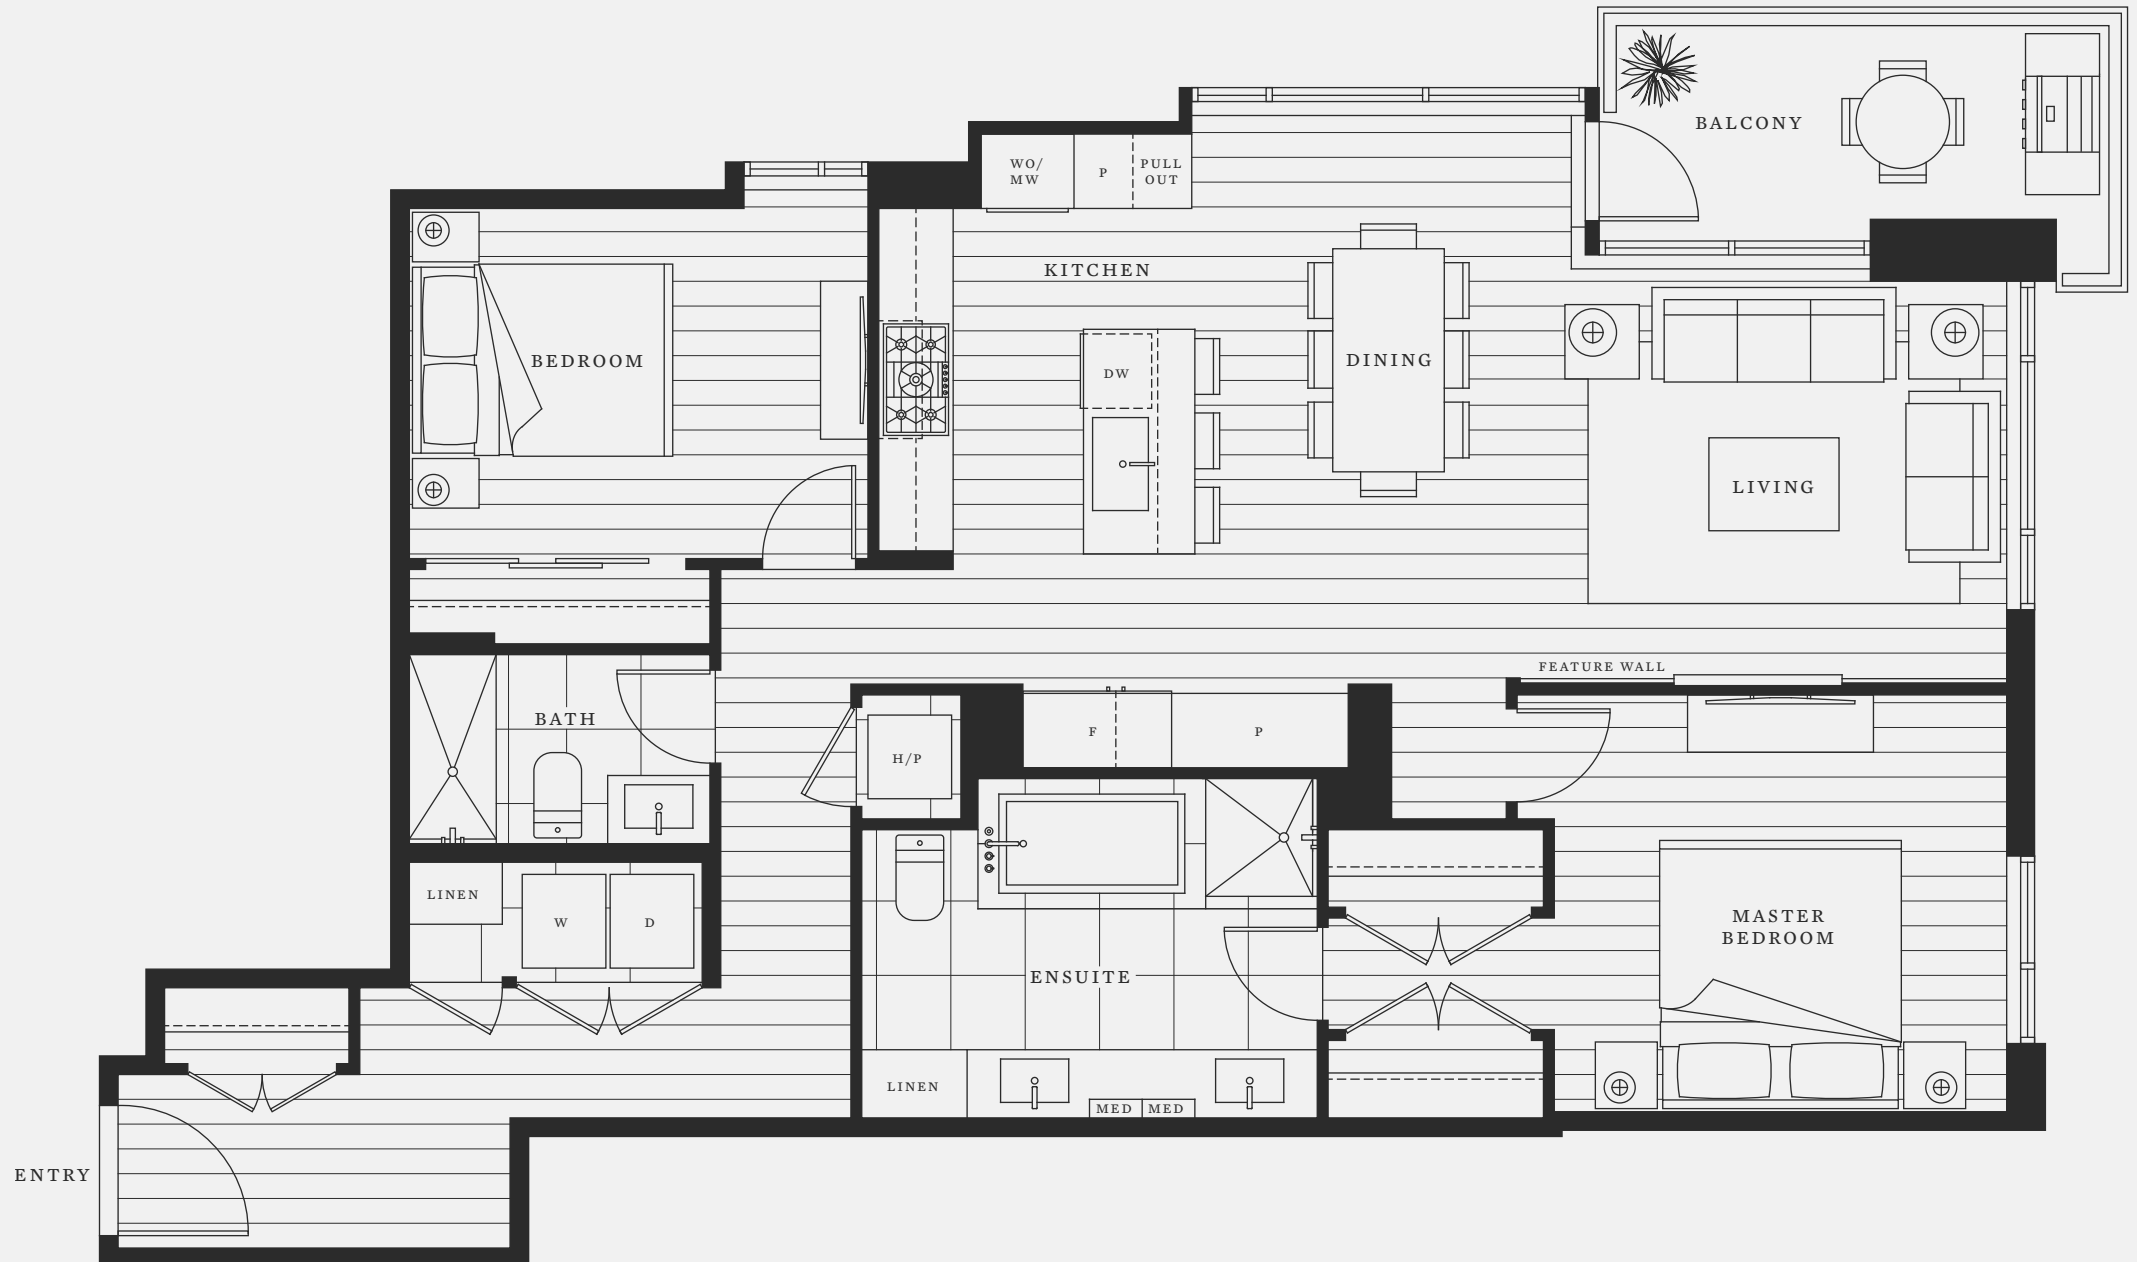 BALCONY
WO/
MW
P
PULL
OUT
KITCHEN
BEDROOM
DW
DINING
LIVING
FEATURE WALL
BATH
H/P
F
P
LINEN
W
D
MASTER
BEDROOM
ENSUITE
LINEN
MED
MED
ENTRY